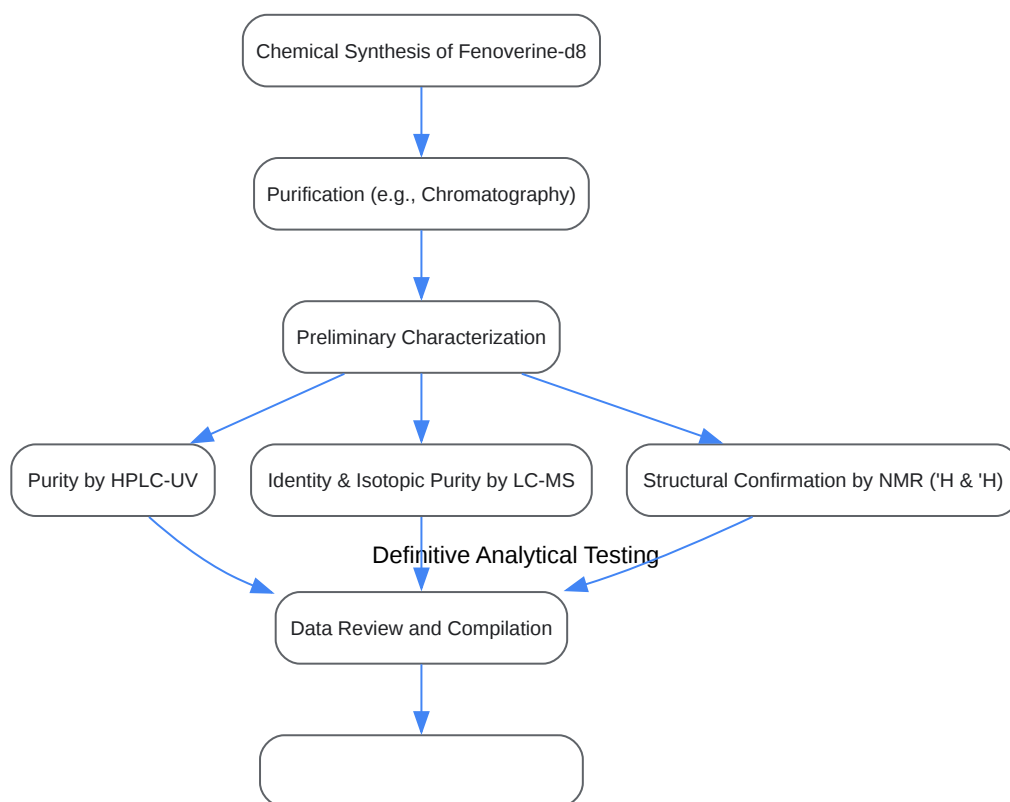 Chemical Synthesis of Fenoverine-d8
Purification (e.g., Chromatography)
Preliminary Characterization
Purity by HPLC-UV
Identity & Isotopic Purity by LC-MS
Structural Confirmation by NMR ('H & 'H)
Definitive Analytical Testing
Data Review and Compilation